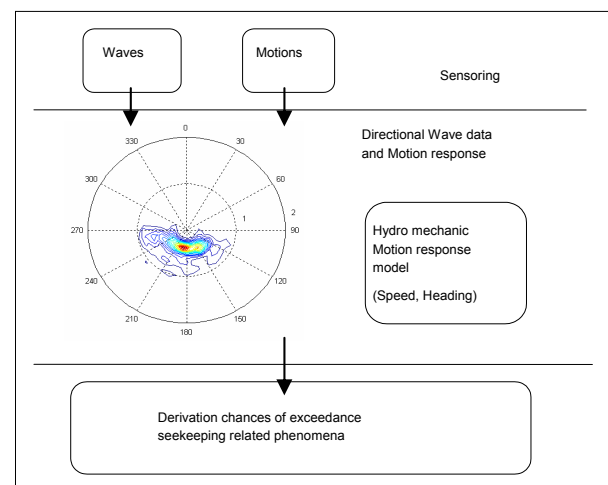 Waves
Motions
Sensoring
Directional Wave data
and Motion response
0
30
60
90
120
150
180
210
240
270
300
330
1
2
Hydro mechanic
Motion response
model
(Speed, Heading)
Derivation chances of exceedance
seekeeping related phenomena